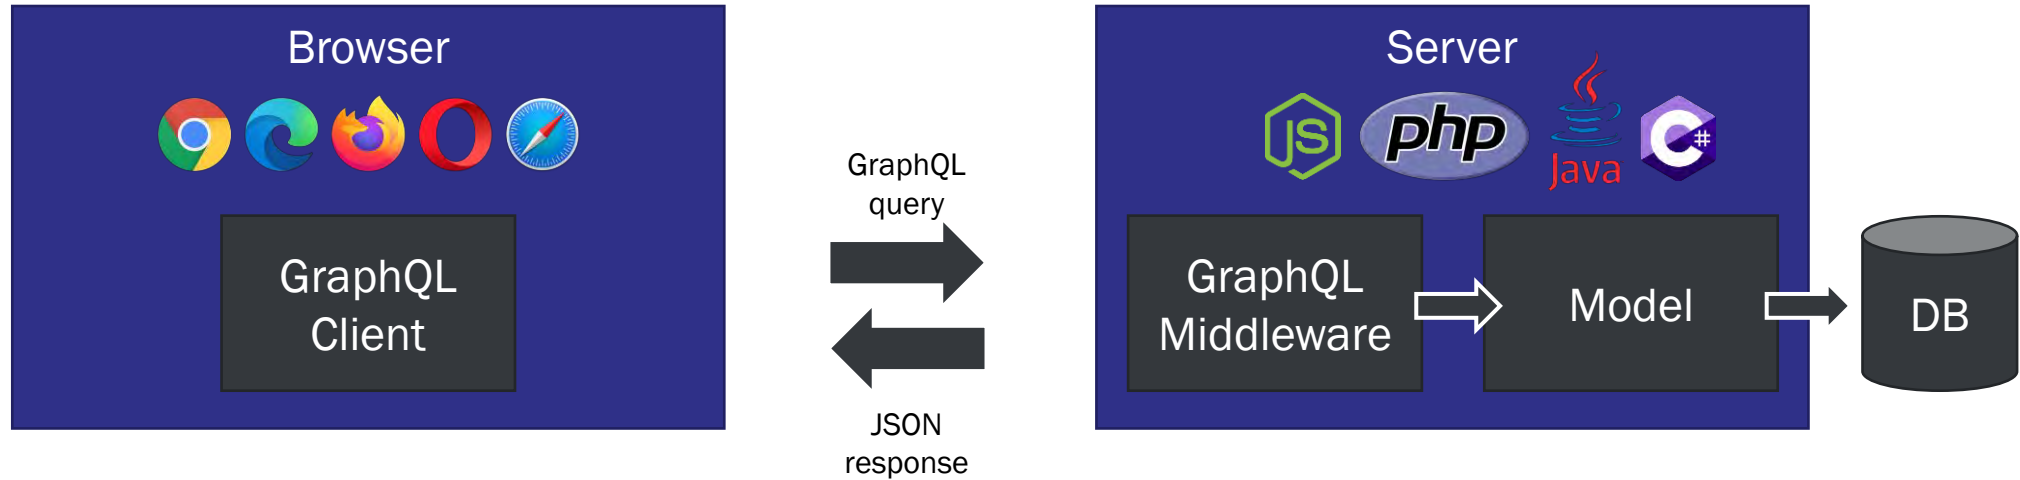 Browser
GraphQL
Client
GraphQL
query
JSON
response
Server
JS
php
Java
C#
GraphQL
Middleware
Model
DB